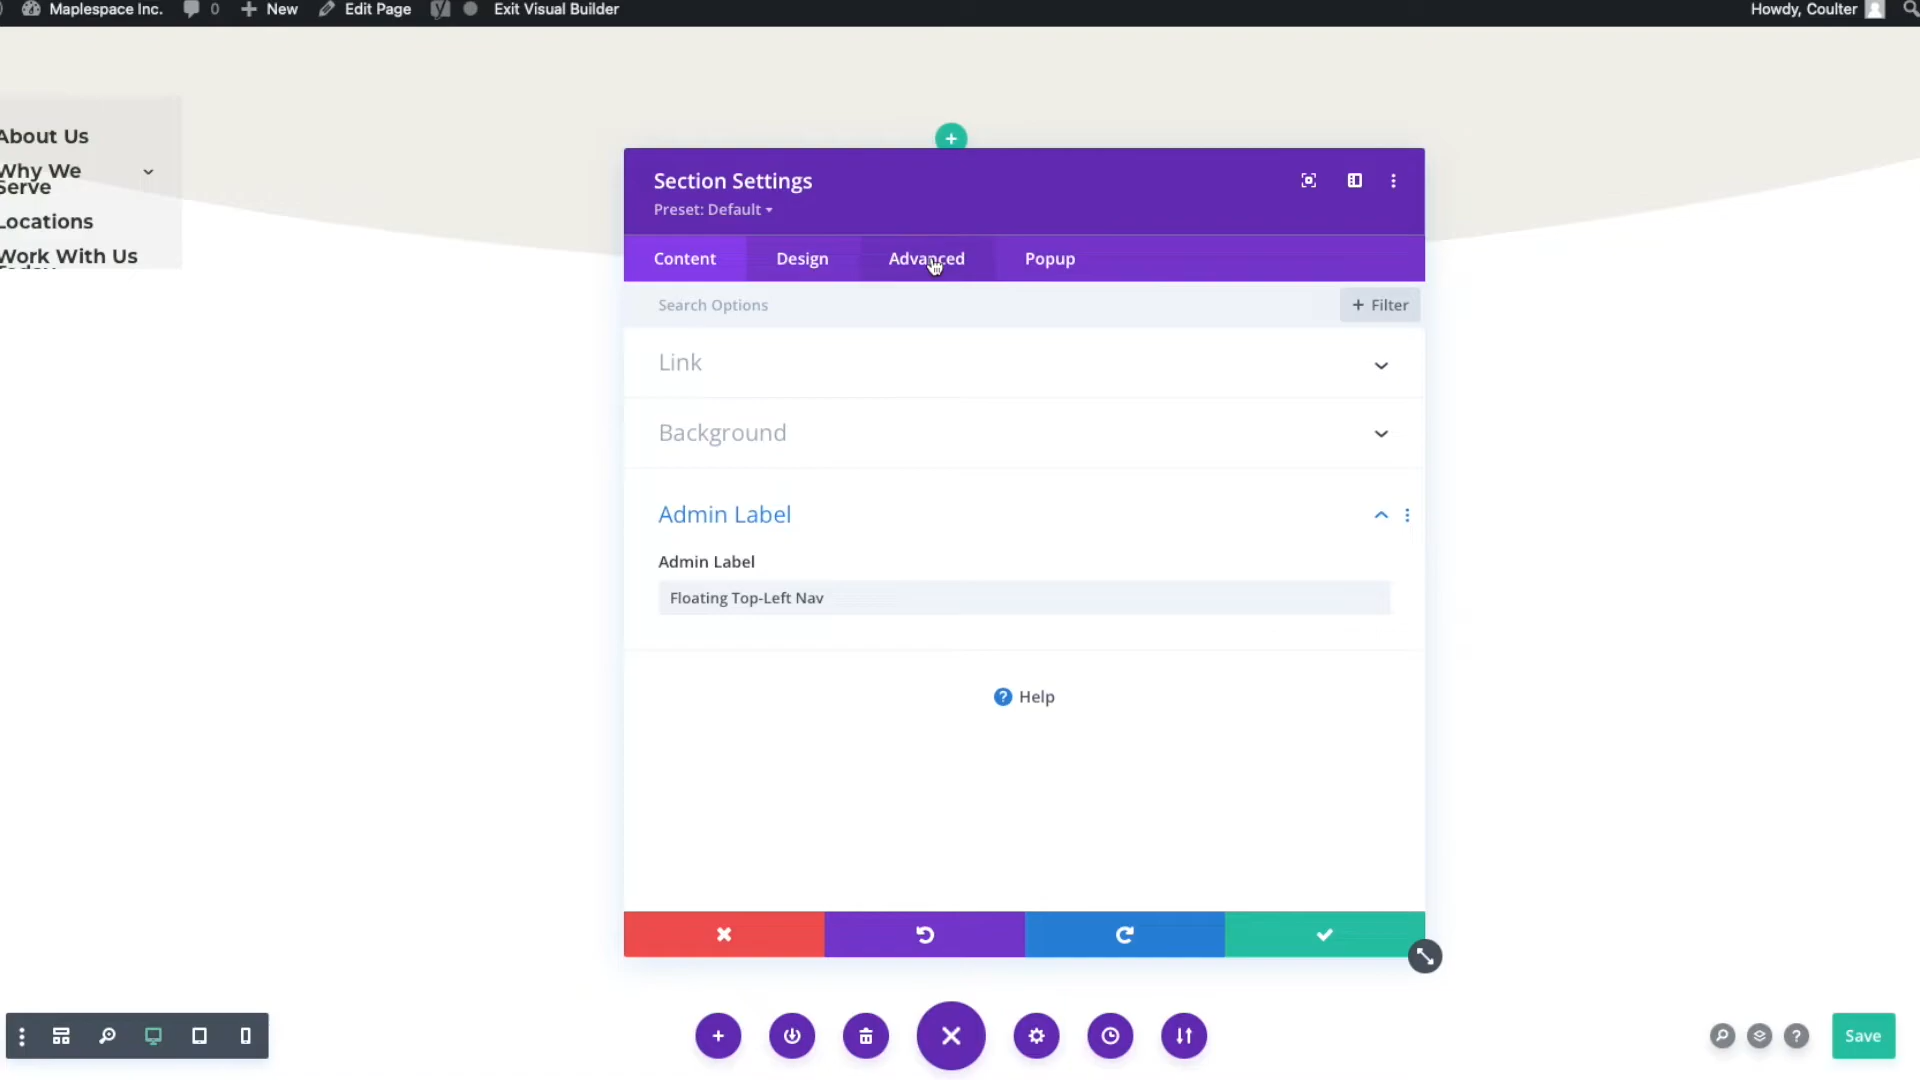 Maplespace Inc. 0 New Edit Page Exit Visual Builder Howdy, Coulter
About Us
Why We
Serve
Locations
Work With Us
Section Settings
Preset: Default
Content Design Advanced Popup
Search Options + Filter
Link
Background
Admin Label
Admin Label
Floating Top-Left Nav
? Help
? Save